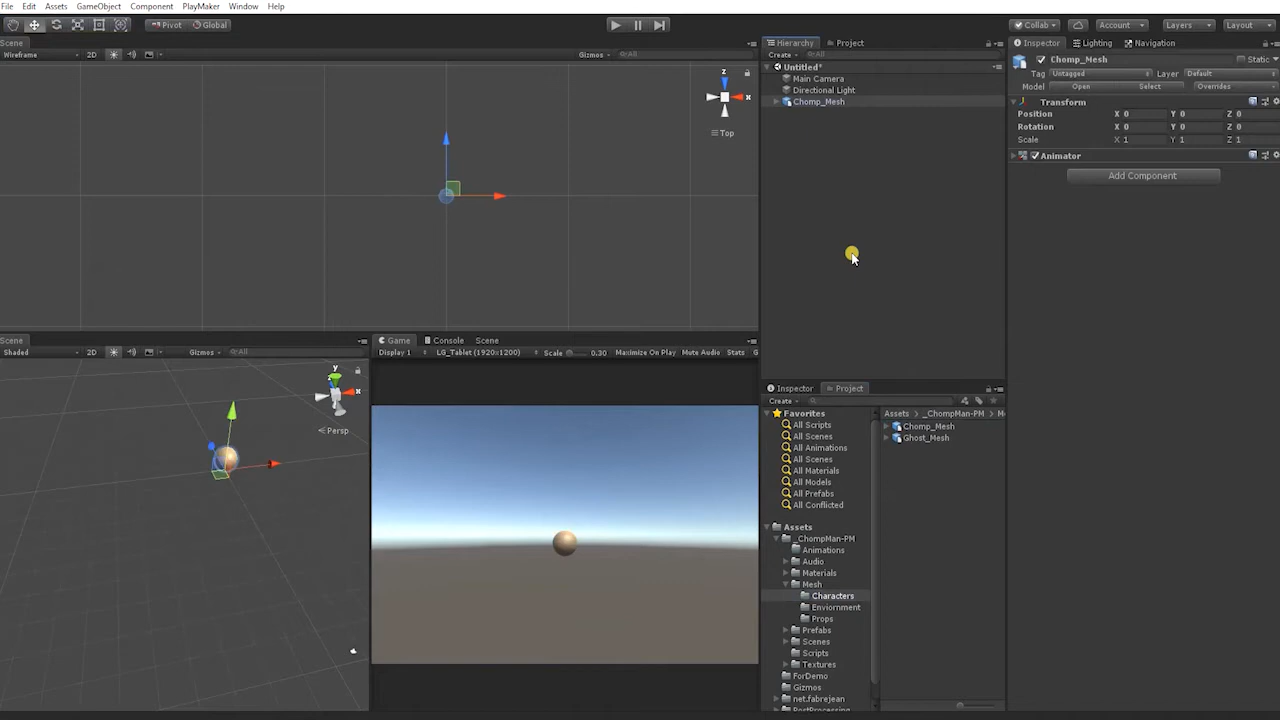 File Edit Assets GameObject Component PlayMaker Window Help
Pivot Global Collab Account Layers Layout
Scene Hierarchy Project Inspector Lighting Navigation
Wireframe 2D Gizmos All Create All Chomp_Mesh Static
Untitled*
Tag Untagged Layer Default
Main Camera
Model Open Select Overrides
Directional Light
z
x
Chomp_Mesh
Transform
Position X 0 Y 0 Z 0
Rotation X 0 Y 0 Z 0
Top
Scale X 1 Y 1 Z 1
Animator
Add Component
Scene Game Console Scene
Shaded 2D Gizmos All Display 1 LG_Tablet (1920x1200) Scale 0.30 Maximize On Play Mute Audio Stats G
y
x
Persp
Inspector Project
Create
Favorites Assets _ChompMan-PM M
All Scripts Chomp_Mesh
All Scenes Ghost_Mesh
All Animations
All Scenes
All Materials
All Models
All Prefabs
All Conflicted
Assets
_ChompMan-PM
Animations
Audio
Materials
Mesh
Characters
Enviornment
Props
Prefabs
Scenes
Scripts
Textures
ForDemo
Gizmos
net.fabrejean
PostProcessing